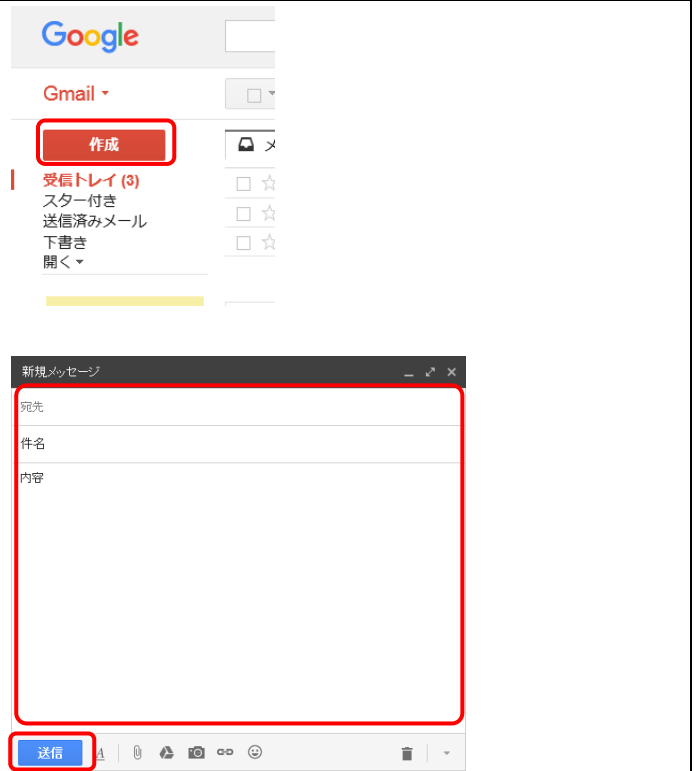 Google
Gmail
作成
受信トレイ (3)
スター付き
送信済みメール
下書き
開く
新規メッセージ
宛先
件名
内容
送信
A